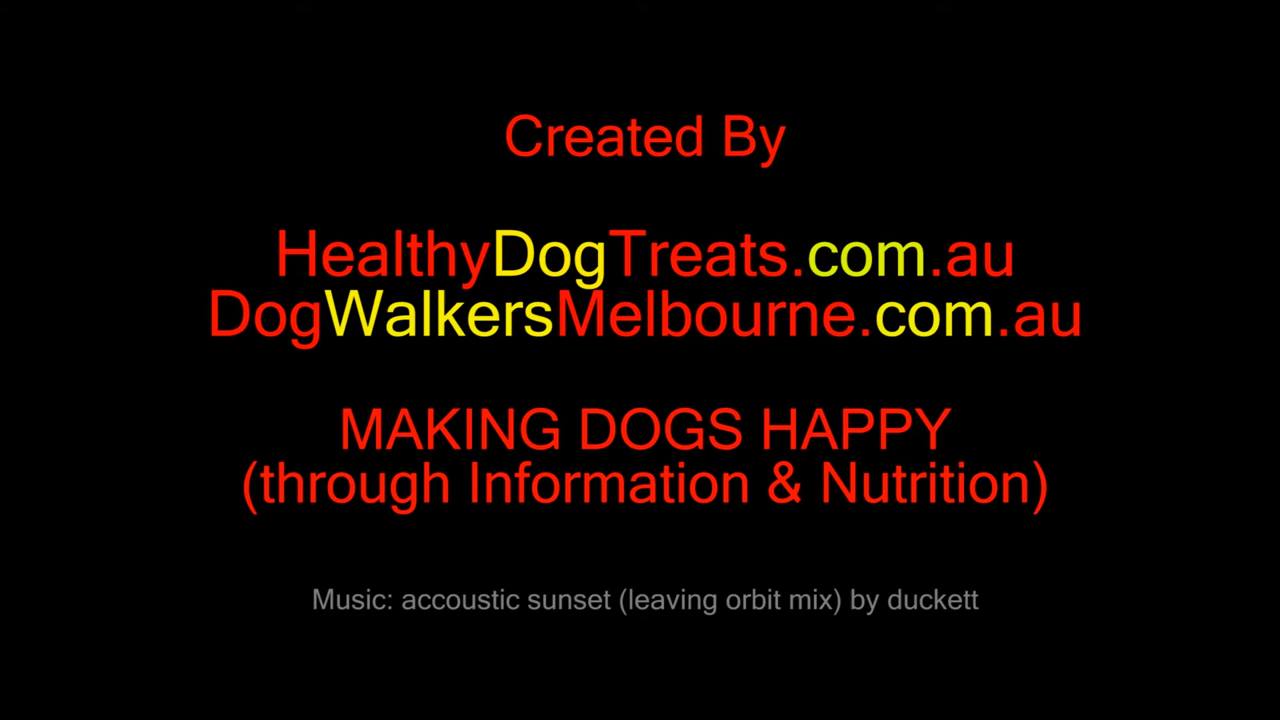 Created By
HealthyDogTreats.com.au
DogWalkersMelbourne.com.au
MAKING DOGS HAPPY
(through Information & Nutrition)
Music: accoustic sunset (leaving orbit mix) by duckett